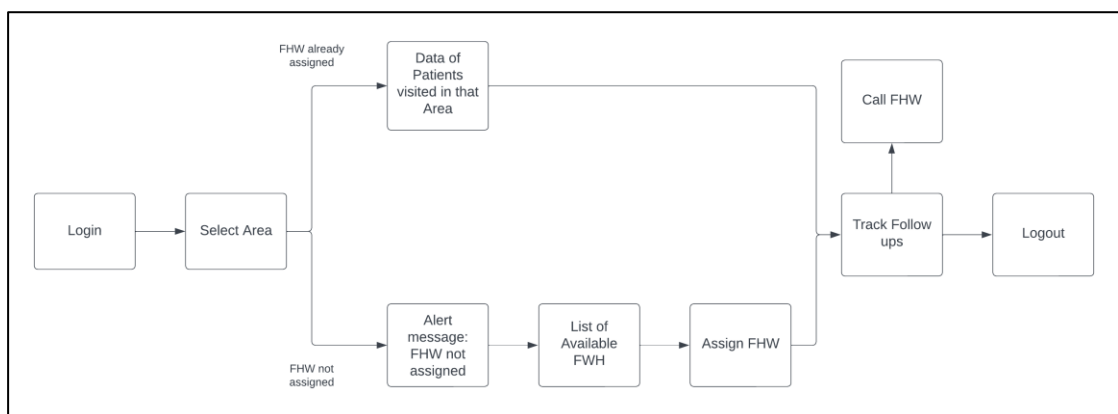 FHW already
assigned
Data of
Patients
visited in that
Area
Call FHW
Login
Select Area
Track Follow
ups
Logout
Alert
message:
FHW not
assigned
List of
Available
FWH
Assign FHW
FHW not
assigned